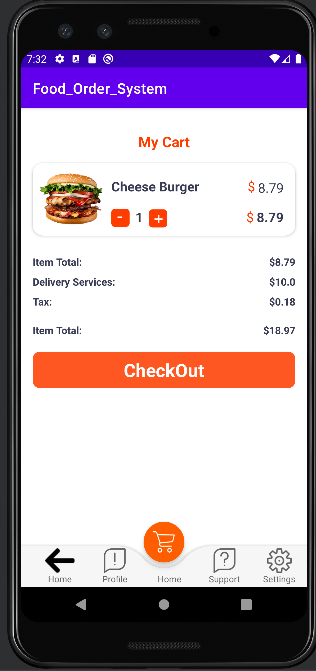 7:32
Food_Order_System
My Cart
Cheese Burger $ 8.79
- 1 + $ 8.79
Item Total: $8.79
Delivery Services: $10.0
Tax: $0.18
Item Total: $18.97
CheckOut
Home Profile Home Support Settings